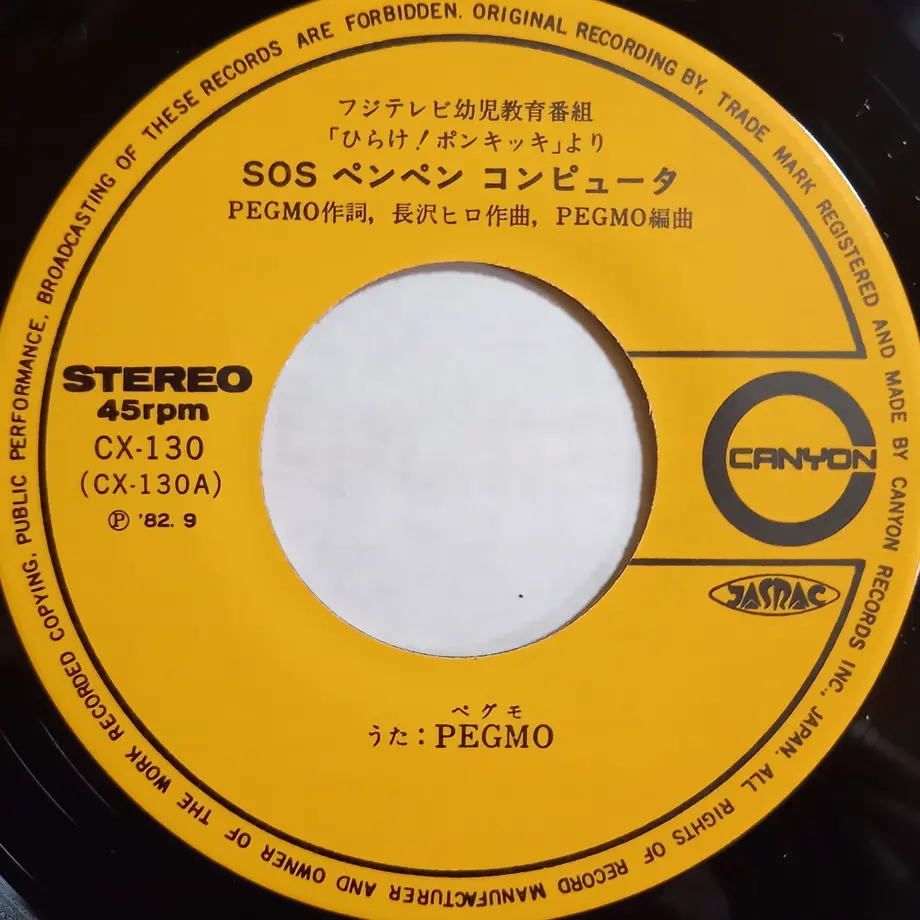 フジテレビ幼児教育番組
「ひらけ!ポンキッキ」より
SOS ペンペン コンピュータ
PEGMO作詞, 長沢ヒロ作曲, PEGMO編曲
STEREO
45rpm
CX-130
(CX-130A)
Ⓟ '82. 9
CANYON
JASRAC
ペグモ
うた:PEGMO
ORIGINAL RECORDING BY, TRADE MARK REGISTERED AND MADE BY CANYON RECORDS INC., JAPAN. ALL RIGHTS OF RECORD MANUFACTURER AND OWNER OF THE WORK RECORDED COPYING, PUBLIC PERFORMANCE, BROADCASTING OF THESE RECORDS ARE FORBIDDEN.